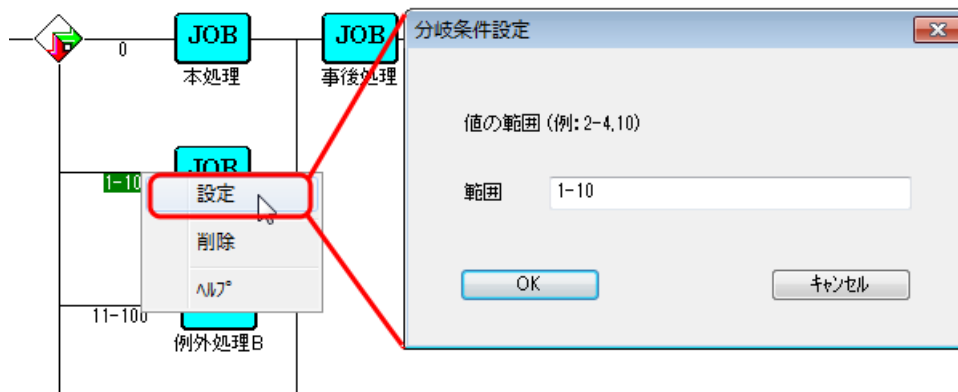 0
JOB
本処理
JOB
事後処理
JOB
1-10
設定
削除
ﾍﾙﾌﾟ
11-100
例外処理B
分岐条件設定
値の範囲 (例: 2-4,10)
範囲
1-10
OK
ｷｬﾝｾﾙ